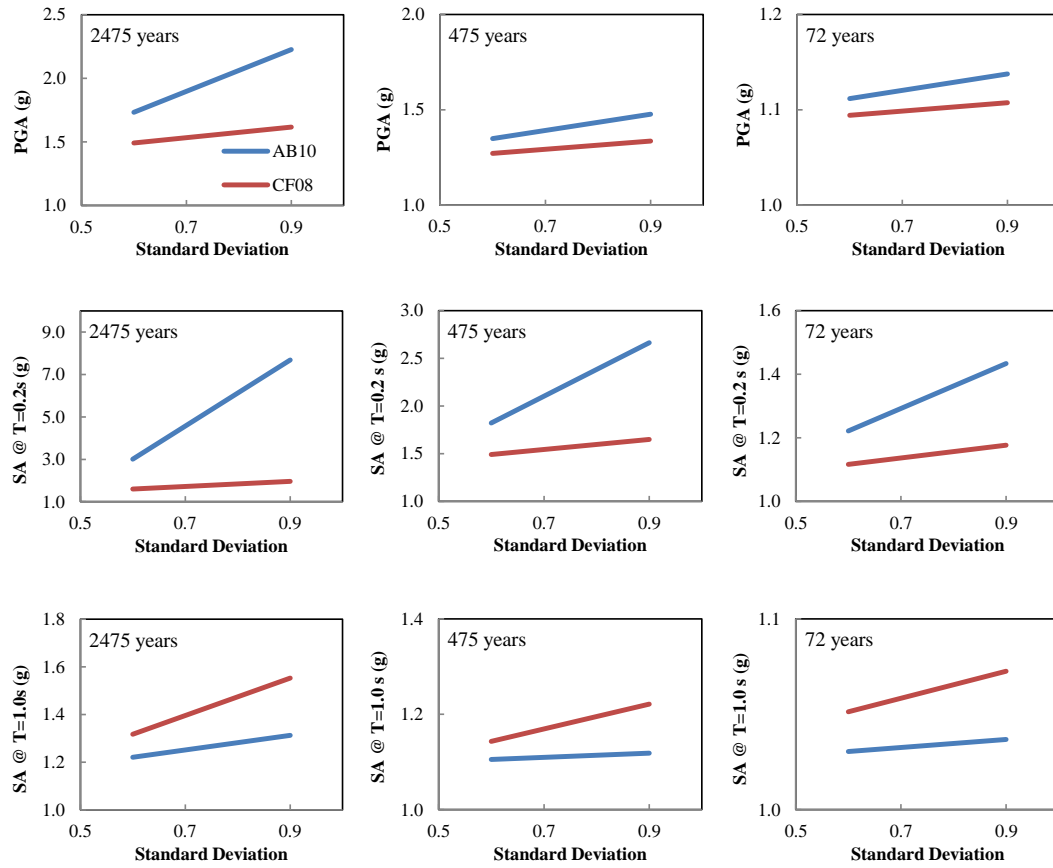 2.5
2475 years
2.0
1.5
1.0
AB10
CF08
0.5
0.7
0.9
PGA (g)
Standard Deviation
2.0
475 years
1.5
1.0
0.5
0.7
0.9
PGA (g)
Standard Deviation
1.2
72 years
1.1
1.0
0.5
0.7
0.9
PGA (g)
Standard Deviation
2475 years
9.0
7.0
5.0
3.0
1.0
0.5
0.7
0.9
SA @ T=0.2s (g)
Standard Deviation
3.0
475 years
2.5
2.0
1.5
1.0
0.5
0.7
0.9
SA @ T=0.2 s (g)
Standard Deviation
1.6
72 years
1.4
1.2
1.0
0.5
0.7
0.9
SA @ T=0.2 s (g)
Standard Deviation
1.8
2475 years
1.6
1.4
1.2
1.0
0.5
0.7
0.9
SA @ T=1.0s (g)
Standard Deviation
1.4
475 years
1.2
1.0
0.5
0.7
0.9
SA @ T=1.0 s (g)
Standard Deviation
1.1
72 years
1.0
0.5
0.7
0.9
SA @ T=1.0 s (g)
Standard Deviation